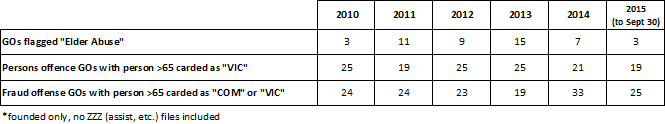 2010 2011 2012 2013 2014 2015
(to Sept 30)
GOs flagged "Elder Abuse" 3 11 9 15 7 3
Persons offence GOs with person >65 carded as "VIC" 25 19 25 25 21 19
Fraud offense GOs with person >65 carded as "COM" or "VIC" 24 24 23 19 33 25
*founded only, no ZZZ (assist, etc.) files included